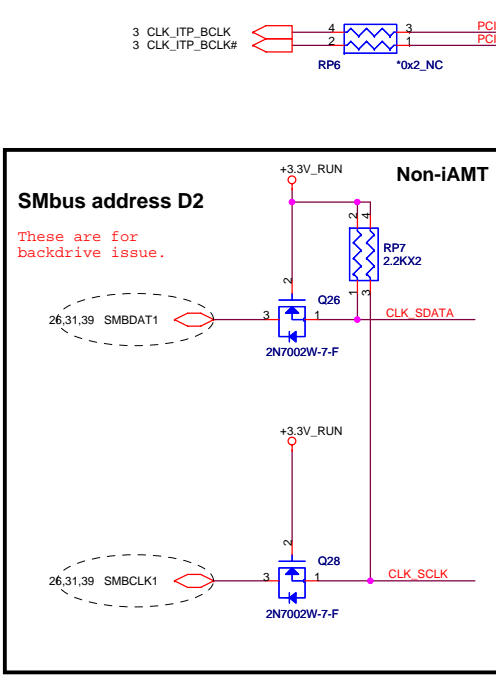 3 CLK_ITP_BCLK 4 3 PCI
3 CLK_ITP_BCLK# 2 1 PCI
RP6 *0x2_NC
+3.3V_RUN Non-iAMT
SMbus address D2
These are for
backdrive issue.
2 4
RP7
2.2KX2
1 3
2
Q26
26,31,39 SMBDAT1 3 1 CLK_SDATA
2N7002W-7-F
+3.3V_RUN
2
Q28
26,31,39 SMBCLK1 3 1 CLK_SCLK
2N7002W-7-F